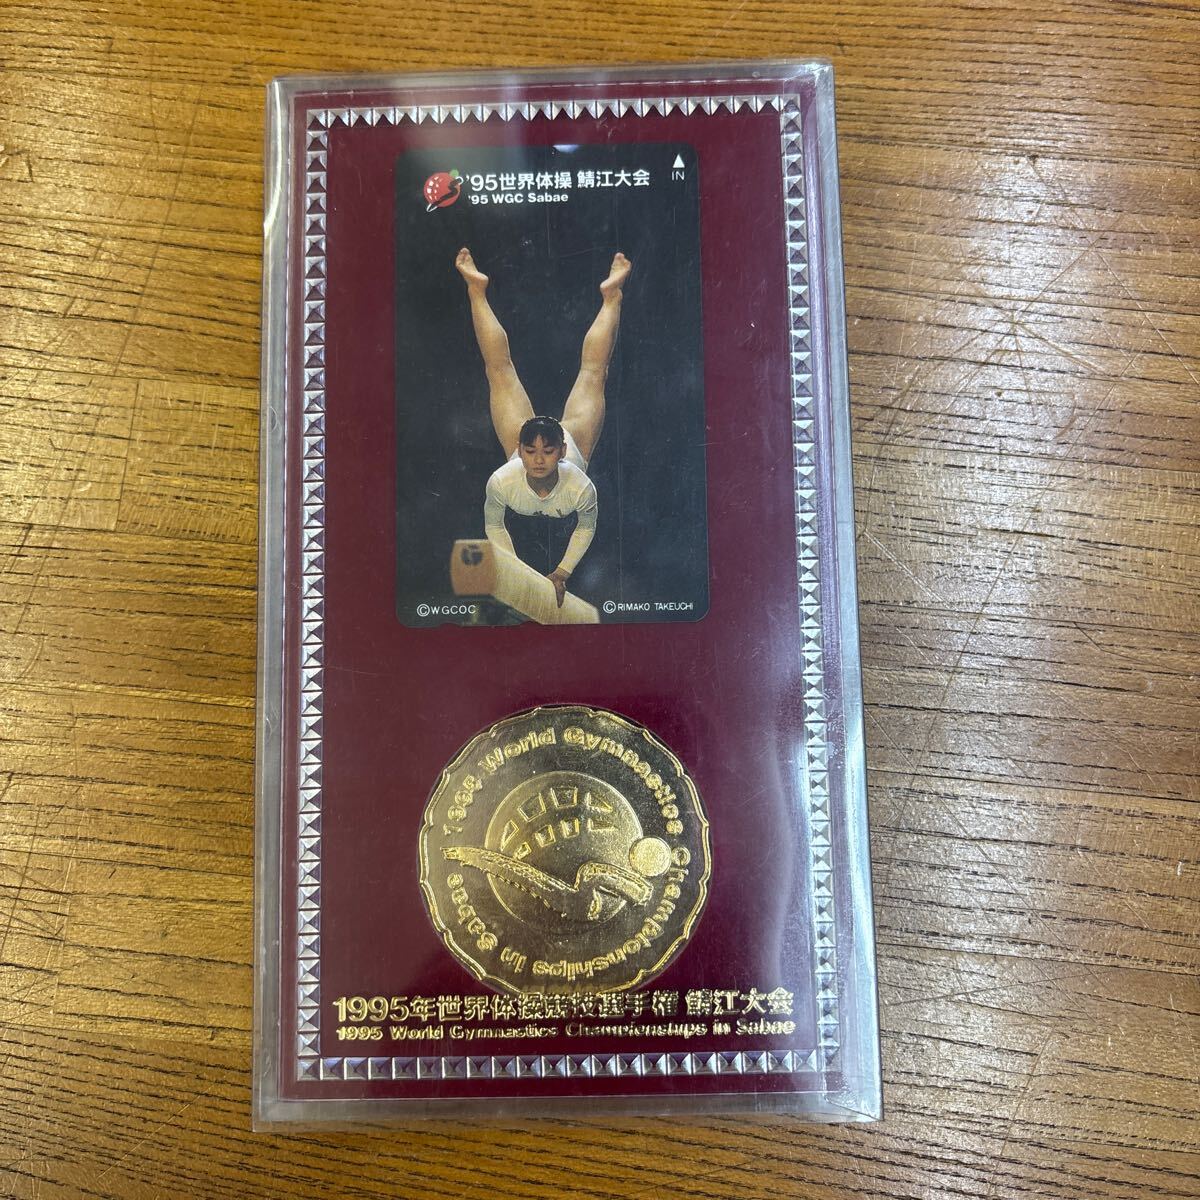 '95世界体操 鯖江大会
'95 WGC Sabae
IN
©WGCOC
©RIMAKO TAKEUCHI
1995 World Gymnastics Championships in Sabae
1995年世界体操競技選手権 鯖江大会
1995 World Gymnastics Championships in Sabae